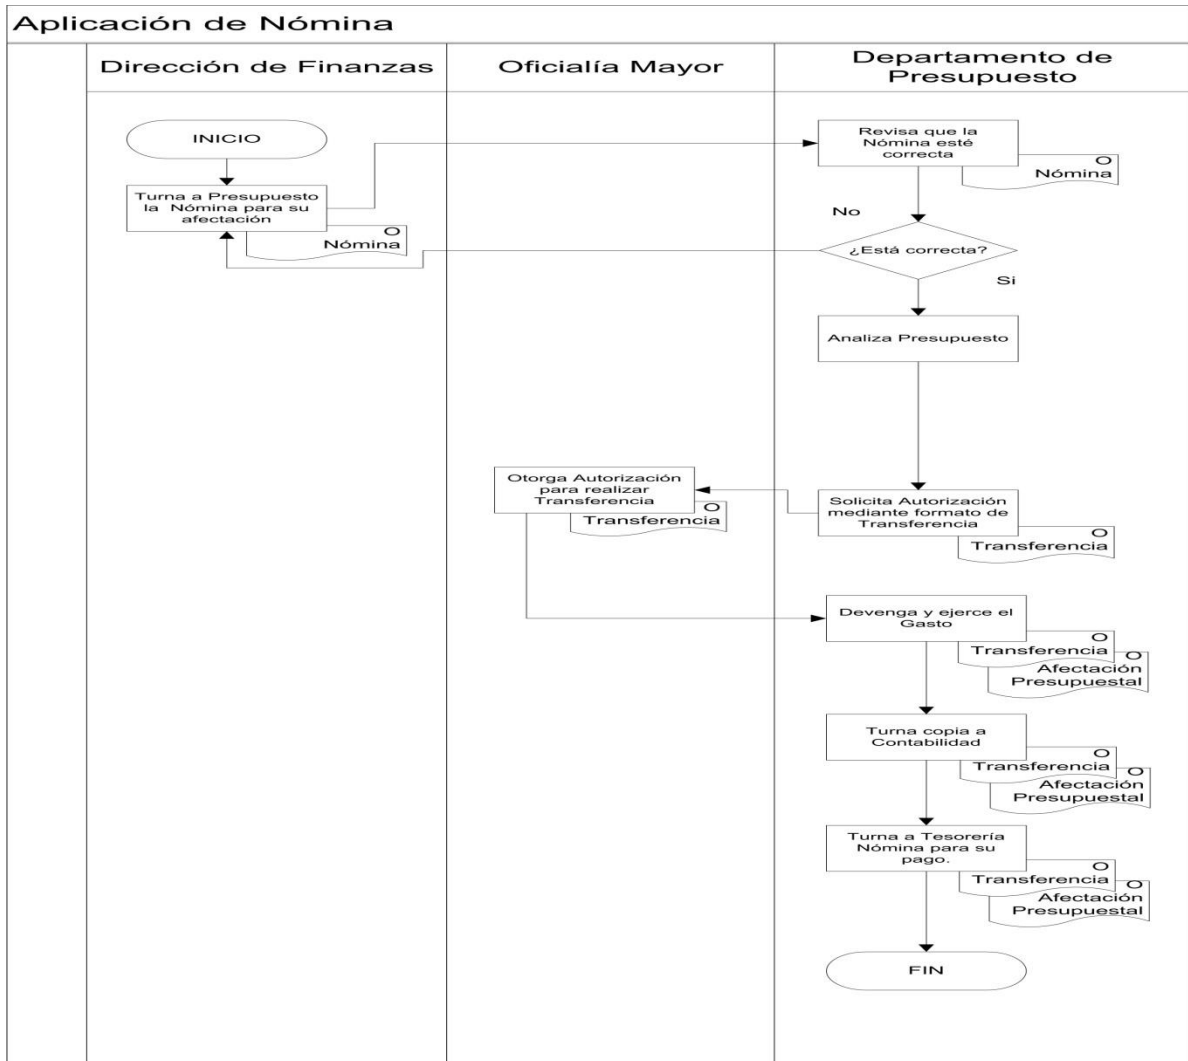 Aplicación de Nómina
Dirección de Finanzas
Oficialía Mayor
Departamento de
Presupuesto
INICIO
Revisa que la
Nómina esté
correcta
O
Nómina
Turna a Presupuesto
la Nómina para su
afectación
O
Nómina
No
¿Está correcta?
Si
Analiza Presupuesto
Otorga Autorización
para realizar
Transferencia
O
Transferencia
Solicita Autorización
mediante formato de
Transferencia
O
Transferencia
Devenga y ejerce el
Gasto
O
Transferencia
O
Afectación
Presupuestal
Turna copia a
Contabilidad
O
Transferencia
O
Afectación
Presupuestal
Turna a Tesorería
Nómina para su
pago.
O
Transferencia
O
Afectación
Presupuestal
FIN